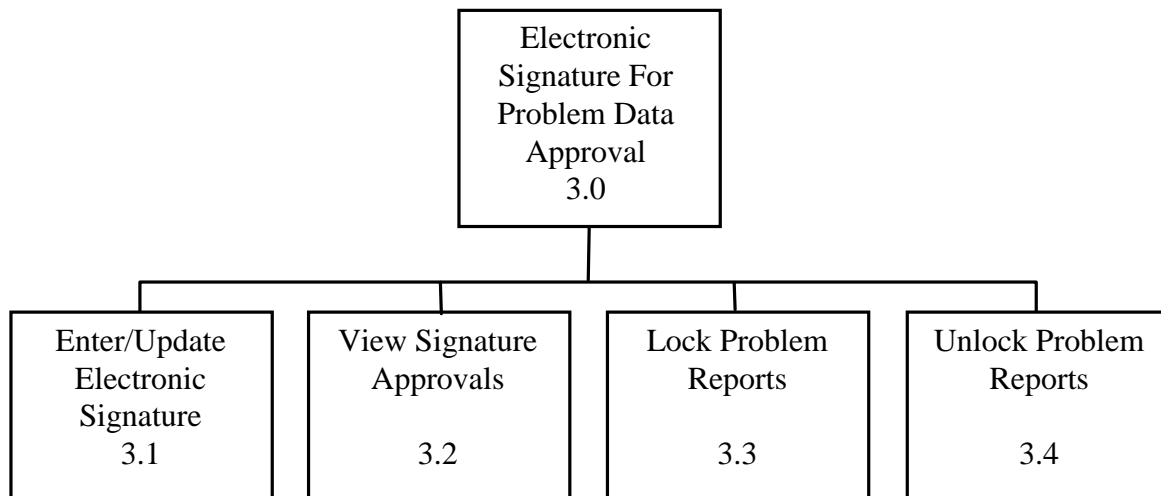 Electronic
Signature For
Problem Data
Approval
3.0
Enter/Update
Electronic
Signature
3.1
View Signature
Approvals
3.2
Lock Problem
Reports
3.3
Unlock Problem
Reports
3.4